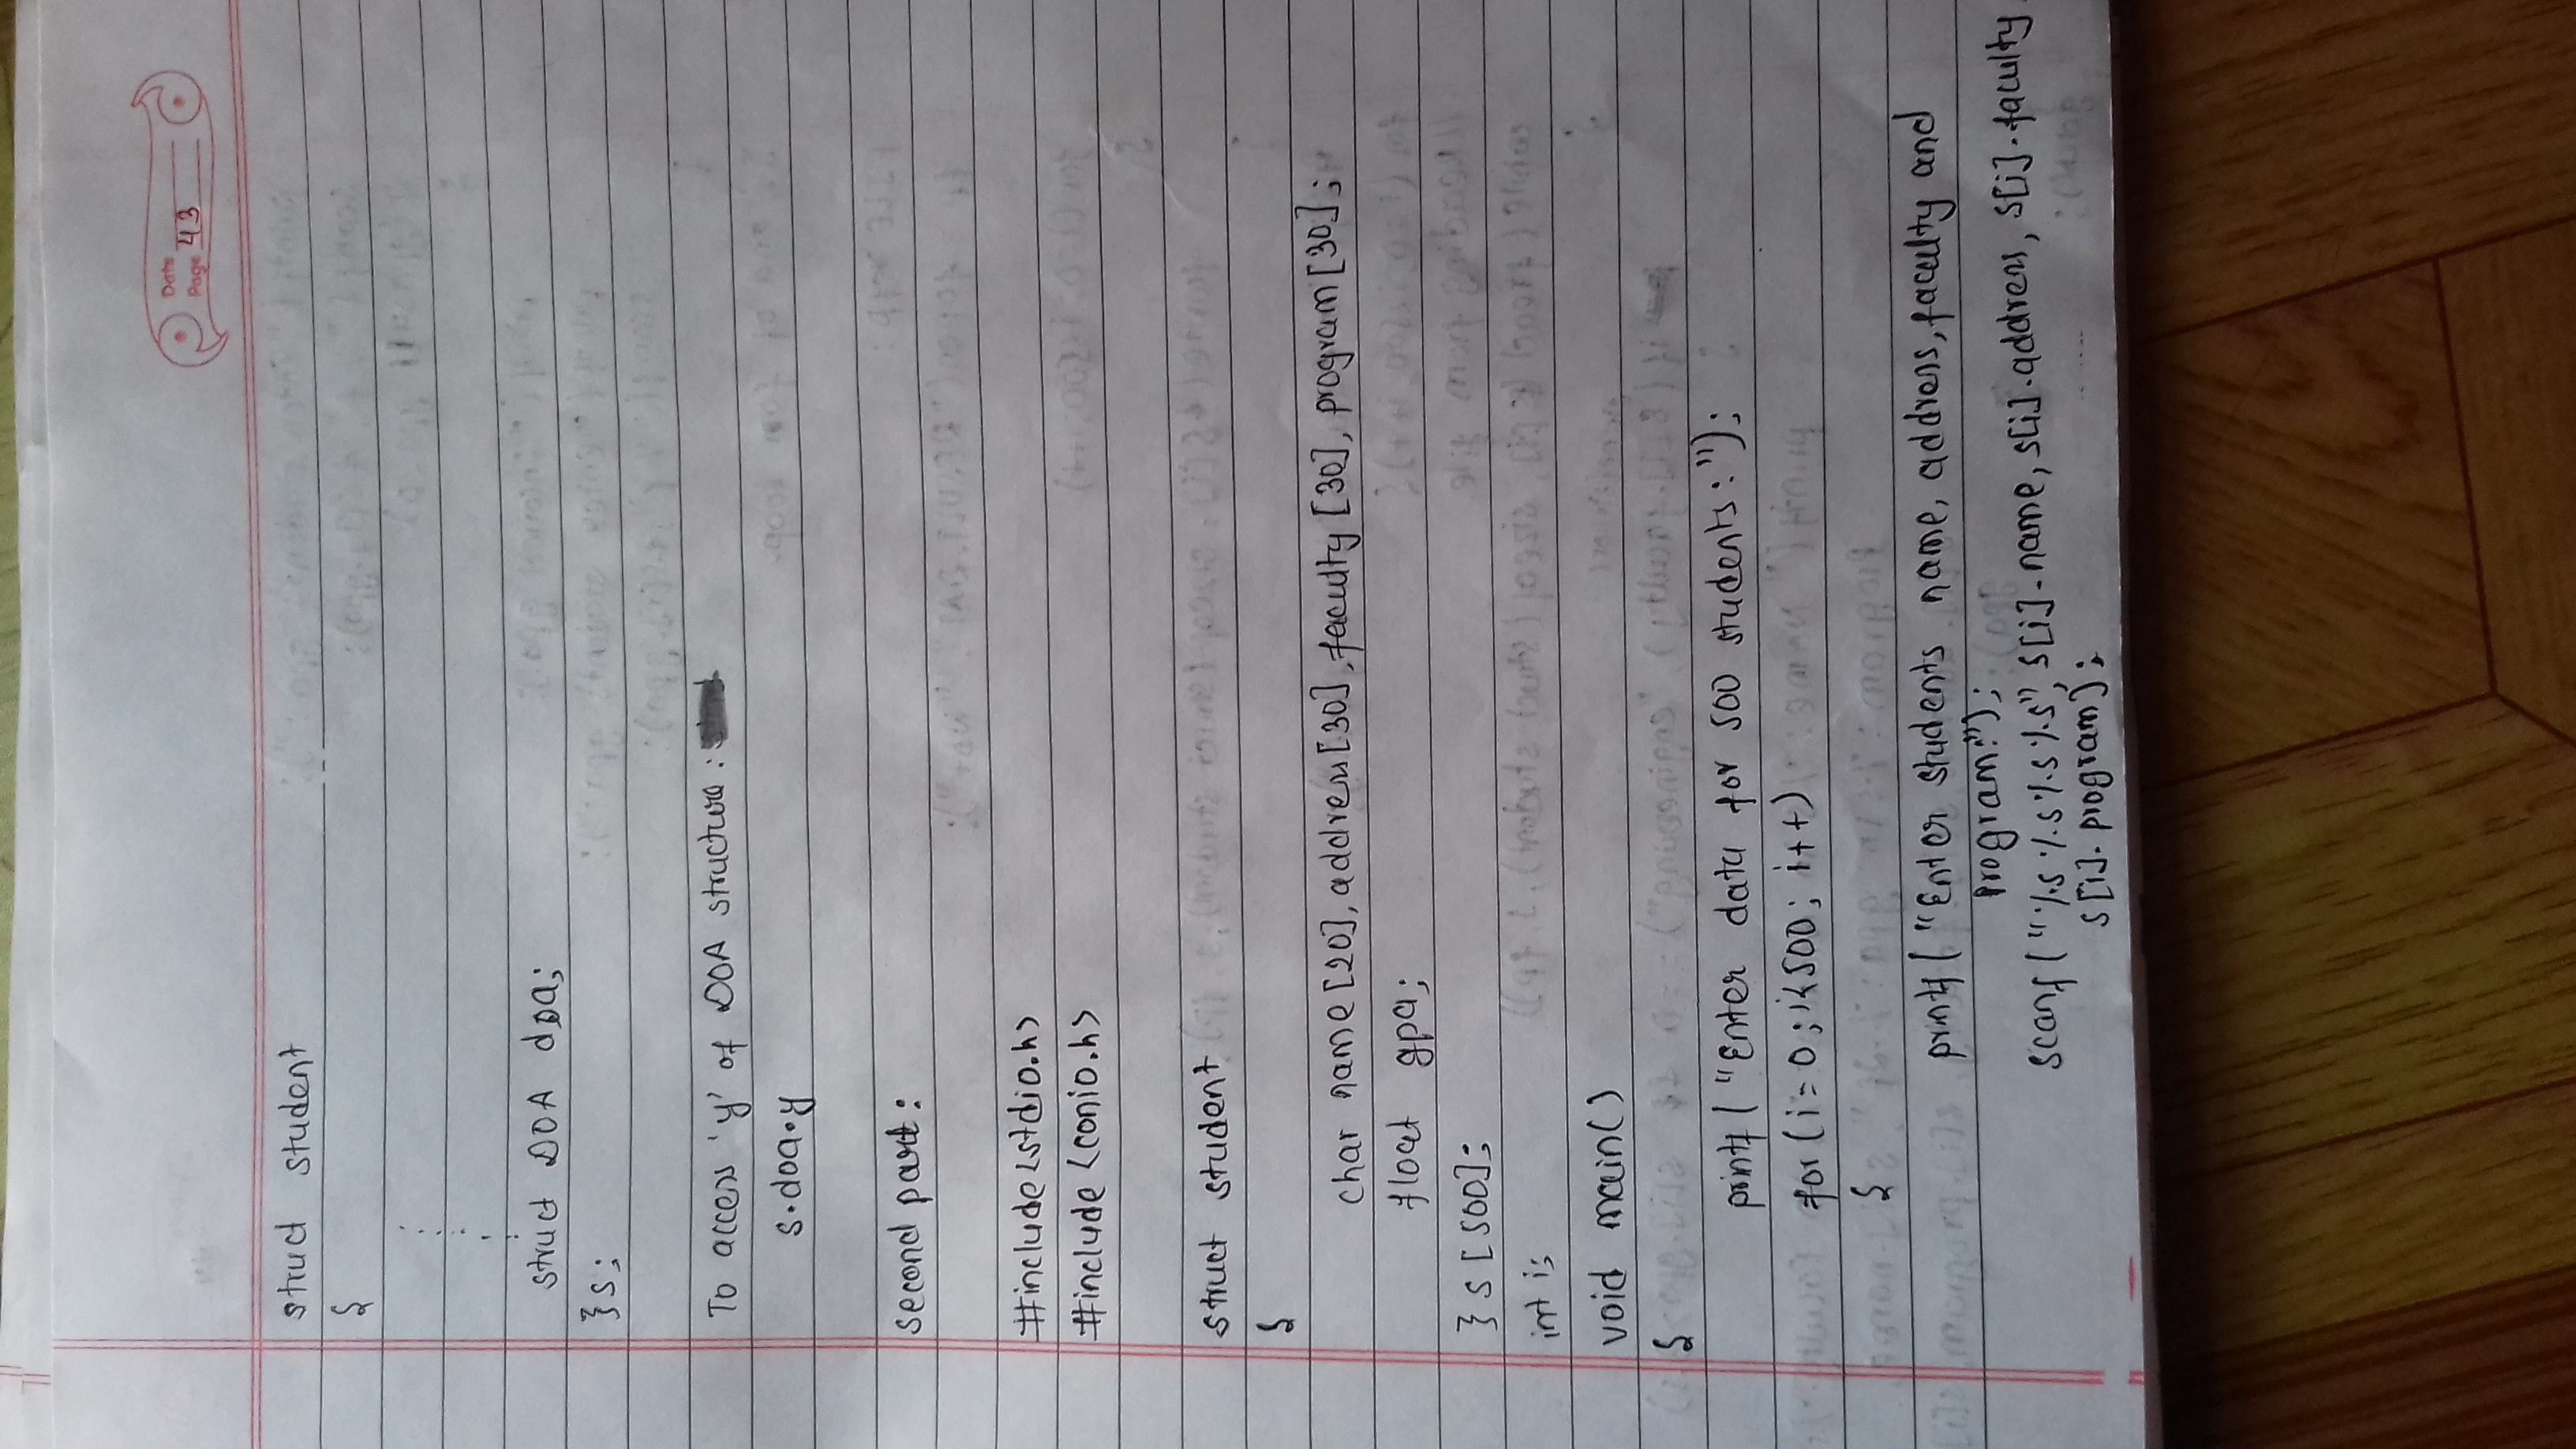 Date
Page 43
struct student
{
struct DOA doa;
}s;
To access 'y' of DOA structure:
s.doa.y
second part:
#include<stdio.h>
#include <conio.h>
struct student
{
char name[20], address[30], faculty [30], program [30];
float gpa;
} s [500];
int i;
void main()
{
printf ("Enter data for 500 students:");
for (i=0; i<500; i++)
{
printf ("Enter students name, address, faculty and
program:");
scanf ("%s %s %s %s", s[i].name, s[i].address, s[i].faculty,
s[i].program);